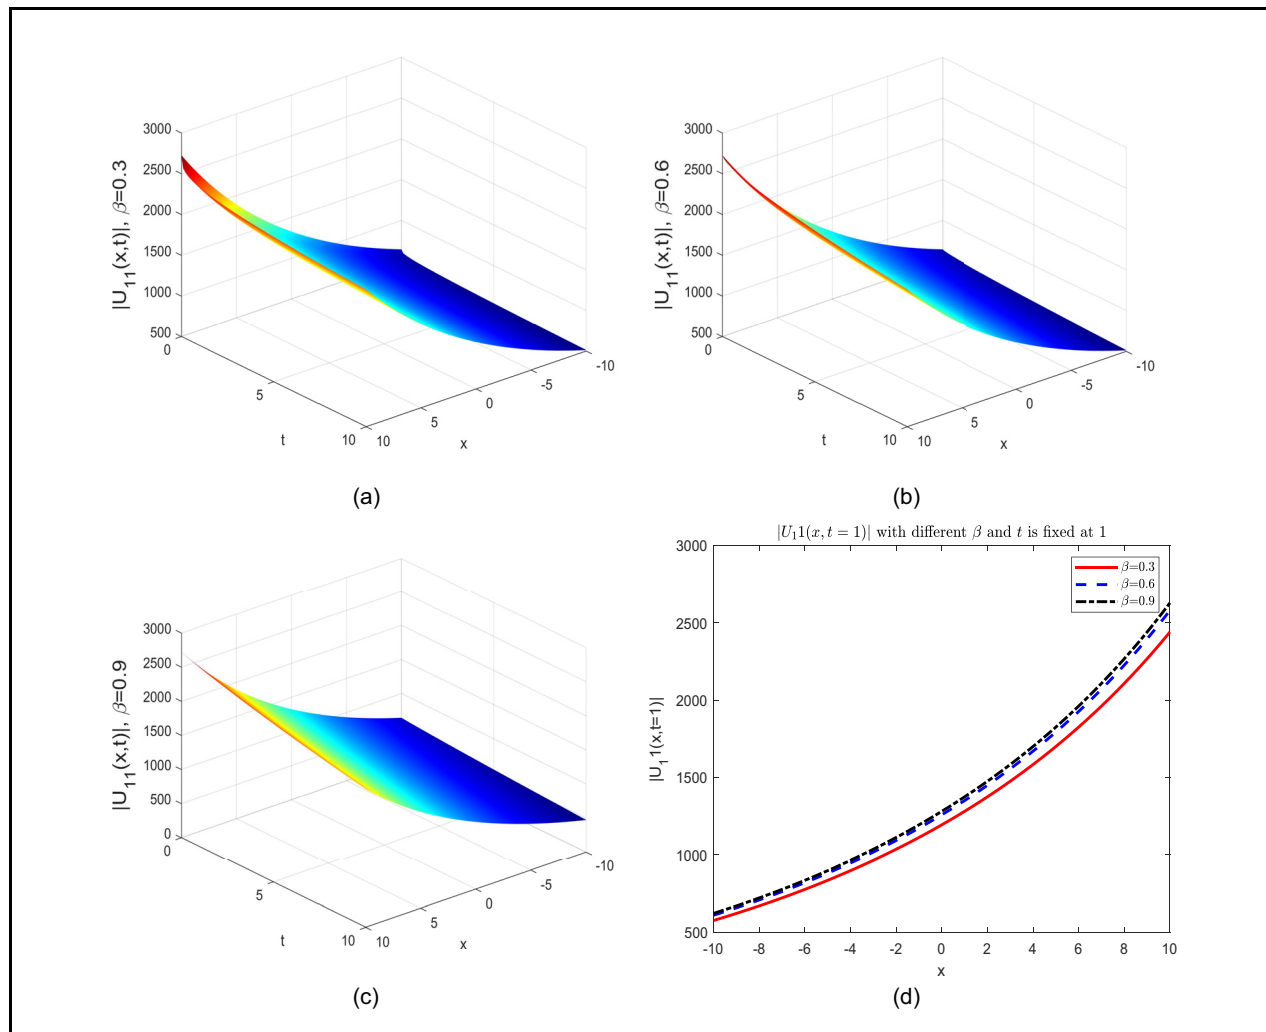 |U11(x,t)|, β=0.3
3000
2500
2000
1500
1000
500
0
5
10
t
10
5
0
-5
-10
x
(a)
|U11(x,t)|, β=0.6
3000
2500
2000
1500
1000
500
0
5
10
t
10
5
0
-5
-10
x
(b)
|U11(x,t)|, β=0.9
3000
2500
2000
1500
1000
500
0
0
5
10
t
10
5
0
-5
-10
x
(c)
|U₁1(x, t = 1)| with different β and t is fixed at 1
β=0.3
β=0.6
β=0.9
|U₁1(x,t=1)|
3000
2500
2000
1500
1000
500
-10 -8 -6 -4 -2 0 2 4 6 8 10
x
(d)